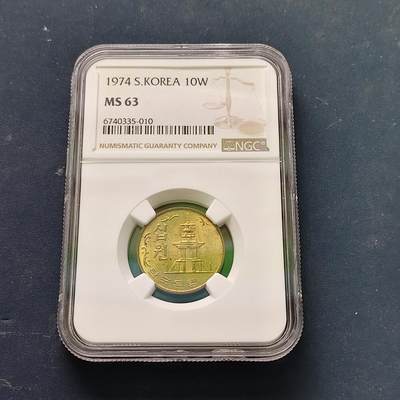 1974 S.KOREA 10W
MS 63
6740335-010
NUMISMATIC GUARANTY COMPANY
NGC